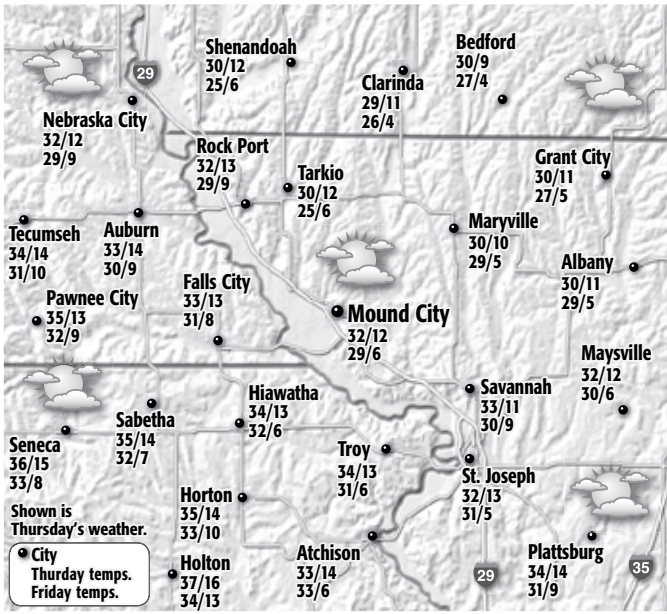 29
Shenandoah
30/12
25/6
Bedford
30/9
27/4
Clarinda
29/11
26/4
Nebraska City
32/12
29/9
Rock Port
32/13
29/9
Tarkio
30/12
25/6
Grant City
30/11
27/5
Tecumseh
34/14
31/10
Auburn
33/14
30/9
Maryville
30/10
29/5
Albany
30/11
29/5
Pawnee City
35/13
32/9
Falls City
33/13
31/8
Mound City
32/12
29/6
Maysville
32/12
30/6
Savannah
33/11
30/9
Hiawatha
34/13
32/6
Sabetha
35/14
32/7
Seneca
36/15
33/8
Troy
34/13
31/6
St. Joseph
32/13
31/5
Horton
35/14
33/10
Shown is
Thursday's weather.
City
Thurday temps.
Friday temps.
Holton
37/16
34/13
Atchison
33/14
33/6
29
Plattsburg
34/14
31/9
35